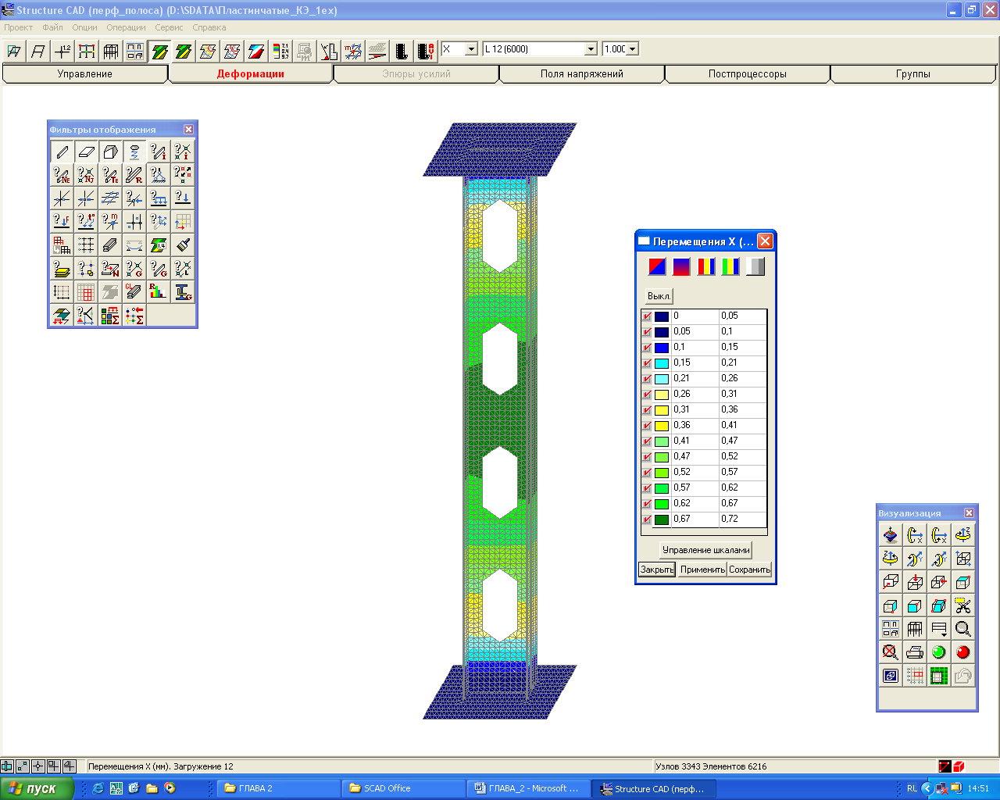 Structure CAD (перф_полоса) (D:\SDATA\Пластинчатые_КЭ_1ex)
Проект Файл Опции Операции Сервис Справка
X L 12 (6000) 1.000
Управление Деформации Эпюры усилий Поля напряжений Постпроцессоры Группы
Фильтры отображения
Перемещения X (...
Выкл.
0 0,05
0,05 0,1
0,1 0,15
0,15 0,21
0,21 0,26
0,26 0,31
0,31 0,36
0,36 0,41
0,41 0,47
0,47 0,52
0,52 0,57
0,57 0,62
0,62 0,67
0,67 0,72
Управление шкалами
Закрыть Применить Сохранить
Визуализация
Перемещения X (мм). Загружение 12 Узлов 3343 Элементов 6216
пуск ГЛАВА 2 SCAD Office ГЛАВА_2 - Microsoft ... Structure CAD (перф... RL 14:51